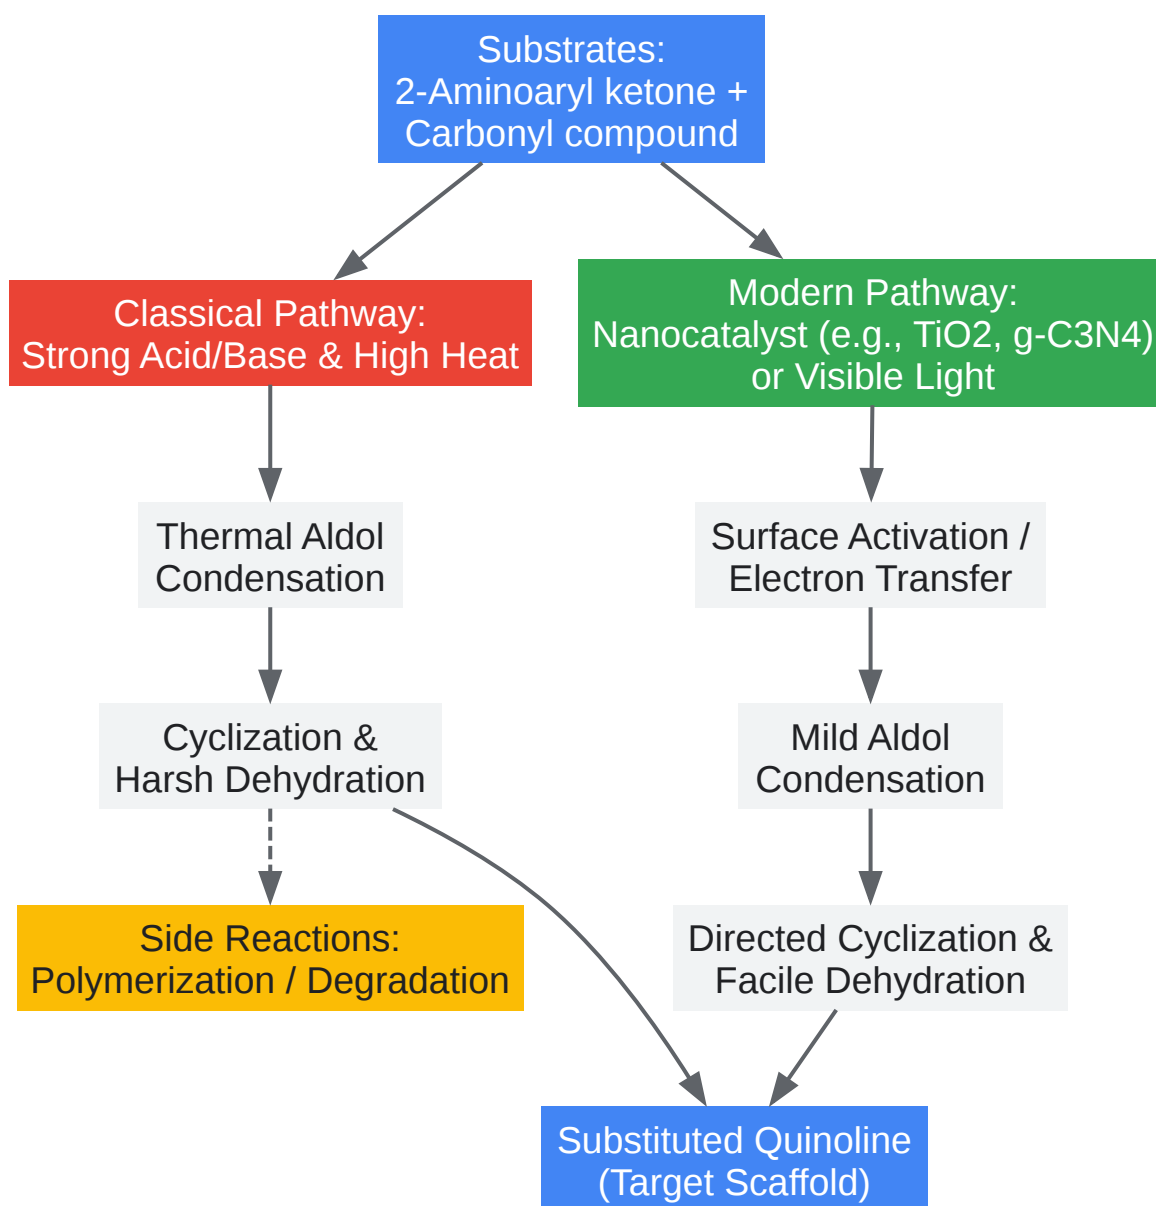 Substrates:
2-Aminoaryl ketone +
Carbonyl compound
Classical Pathway:
Strong Acid/Base & High Heat
Modern Pathway:
Nanocatalyst (e.g., TiO2, g-C3N4)
or Visible Light
Thermal Aldol
Condensation
Surface Activation /
Electron Transfer
Cyclization &
Harsh Dehydration
Mild Aldol
Condensation
Side Reactions:
Polymerization / Degradation
Directed Cyclization &
Facile Dehydration
Substituted Quinoline
(Target Scaffold)